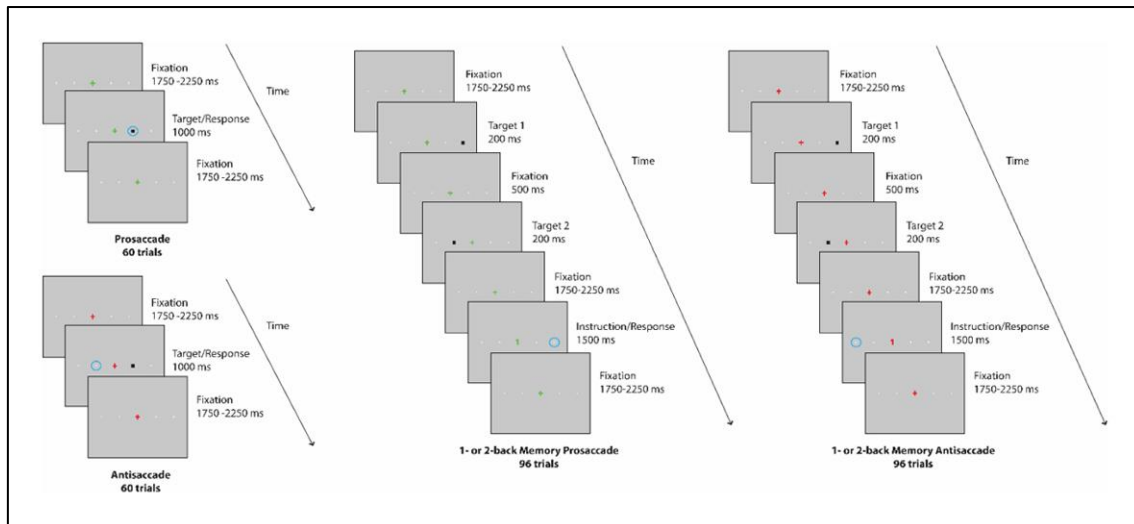 Fixation
1750 -2250 ms
Time
Target/Response
1000 ms
Fixation
1750 -2250 ms
Prosaccade
60 trials
Fixation
1750 -2250 ms
Time
Target/Response
1000 ms
Fixation
1750 -2250 ms
Antisaccade
60 trials
Fixation
1750-2250 ms
Target 1
200 ms
Time
Fixation
500 ms
Target 2
200 ms
Fixation
1750-2250 ms
Instruction/Response
1500 ms
1
Fixation
1750-2250 ms
1- or 2-back Memory Prosaccade
96 trials
Fixation
1750-2250 ms
Target 1
200 ms
Time
Fixation
500 ms
Target 2
200 ms
Fixation
1750-2250 ms
Instruction/Response
1500 ms
1
Fixation
1750-2250 ms
1- or 2-back Memory Antisaccade
96 trials